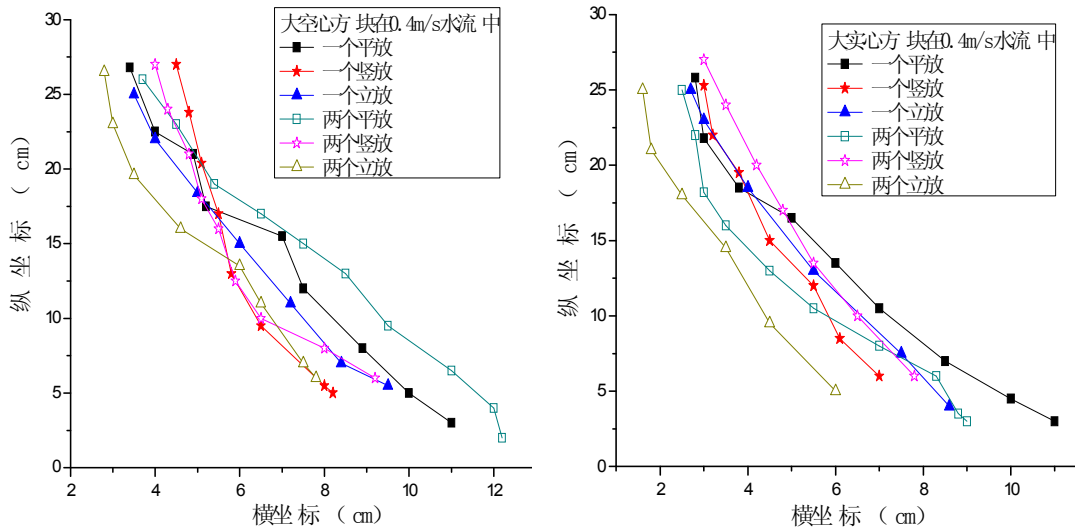 大空心方 块在0.4m/s水流 中
一个平放
一个竖放
一个立放
两个平放
两个竖放
两个立放
30
25
20
15
10
5
0
纵 坐 标 （ cm）
2 4 6 8 10 12
横坐 标 （ cm）
大实心方 块在0.4m/s水流 中
一个平放
一个竖放
一个立放
两个平放
两个竖放
两个立放
30
25
20
15
10
5
0
纵 坐 标 （ cm）
2 4 6 8 10
横坐 标 （ cm）